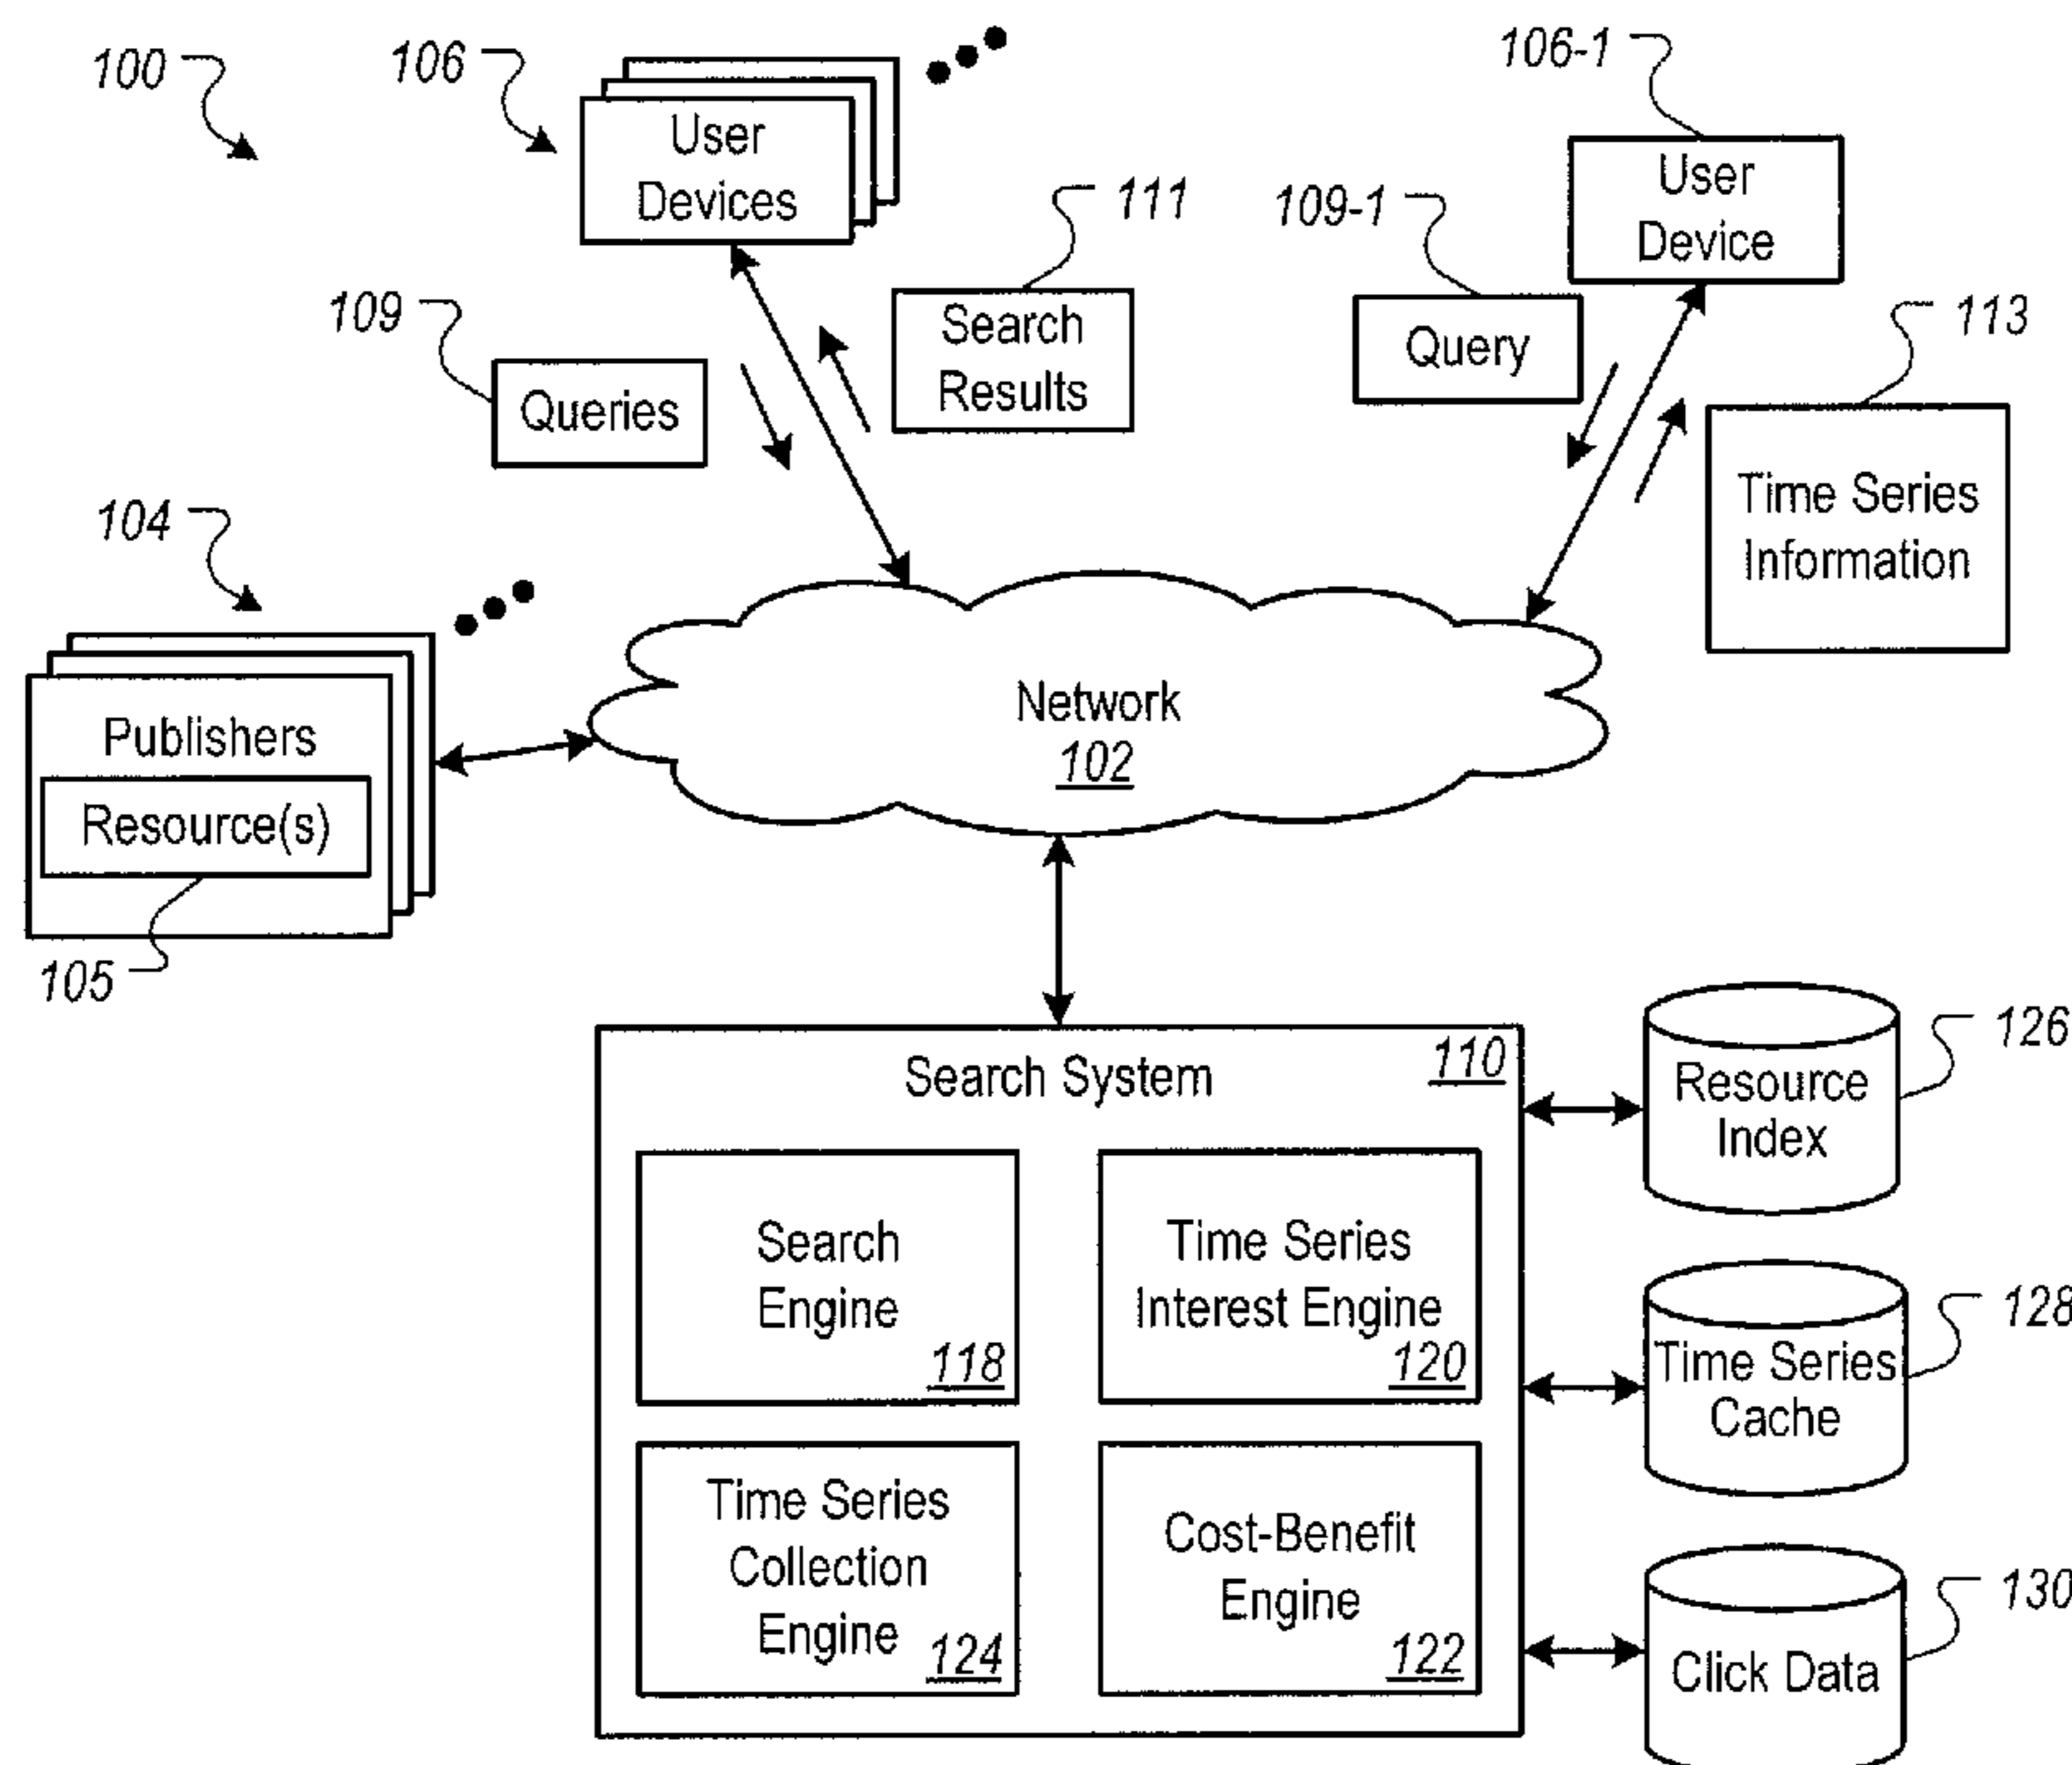 100
106
User
Devices
111
Search
Results
109
Queries
106-1
User
Device
109-1
Query
113
Time Series
Information
104
Publishers
Resource(s)
105
Network
102
Search System
110
Search
Engine
118
Time Series
Interest Engine
120
Time Series
Collection
Engine
124
Cost-Benefit
Engine
122
Resource
Index
126
Time Series
Cache
128
Click Data
130